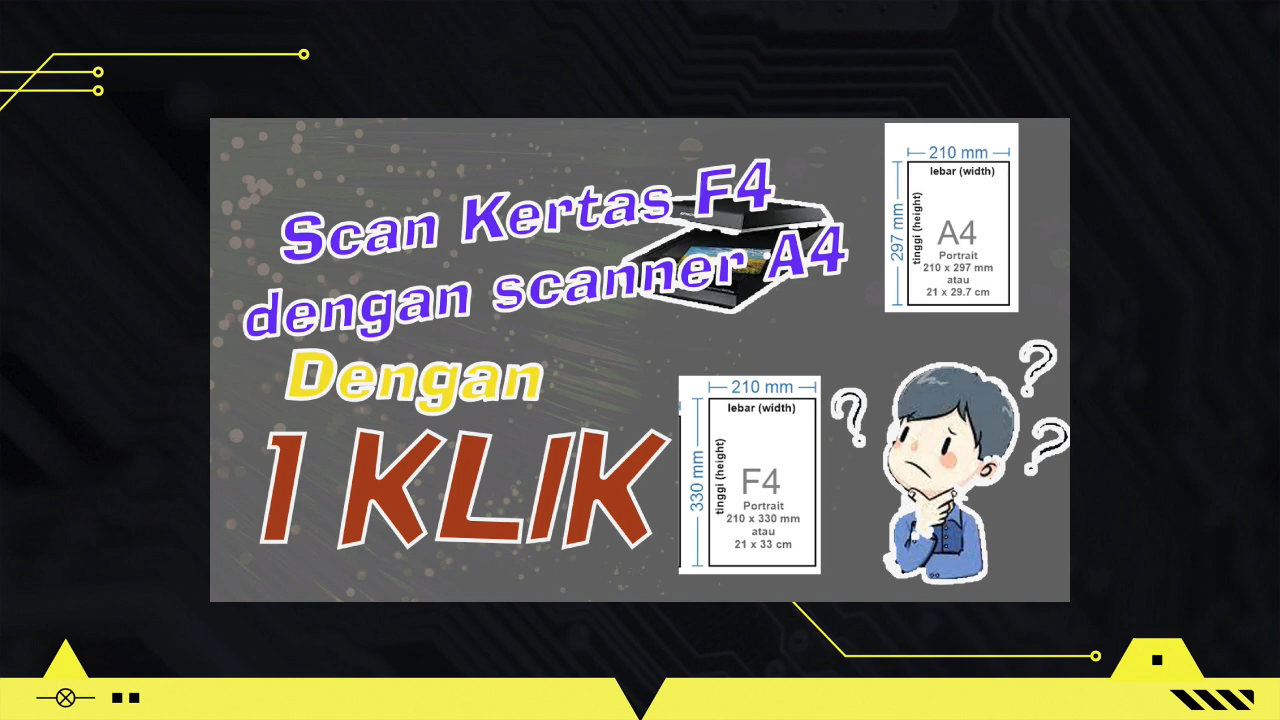 Scan Kertas F4
dengan scanner A4
Dengan
1 KLIK
210 mm
lebar (width)
297 mm
tinggi (height)
A4
Portrait
210 x 297 mm
atau
21 x 29.7 cm
210 mm
lebar (width)
330 mm
tinggi (height)
F4
Portrait
210 x 330 mm
atau
21 x 33 cm
?
?
?